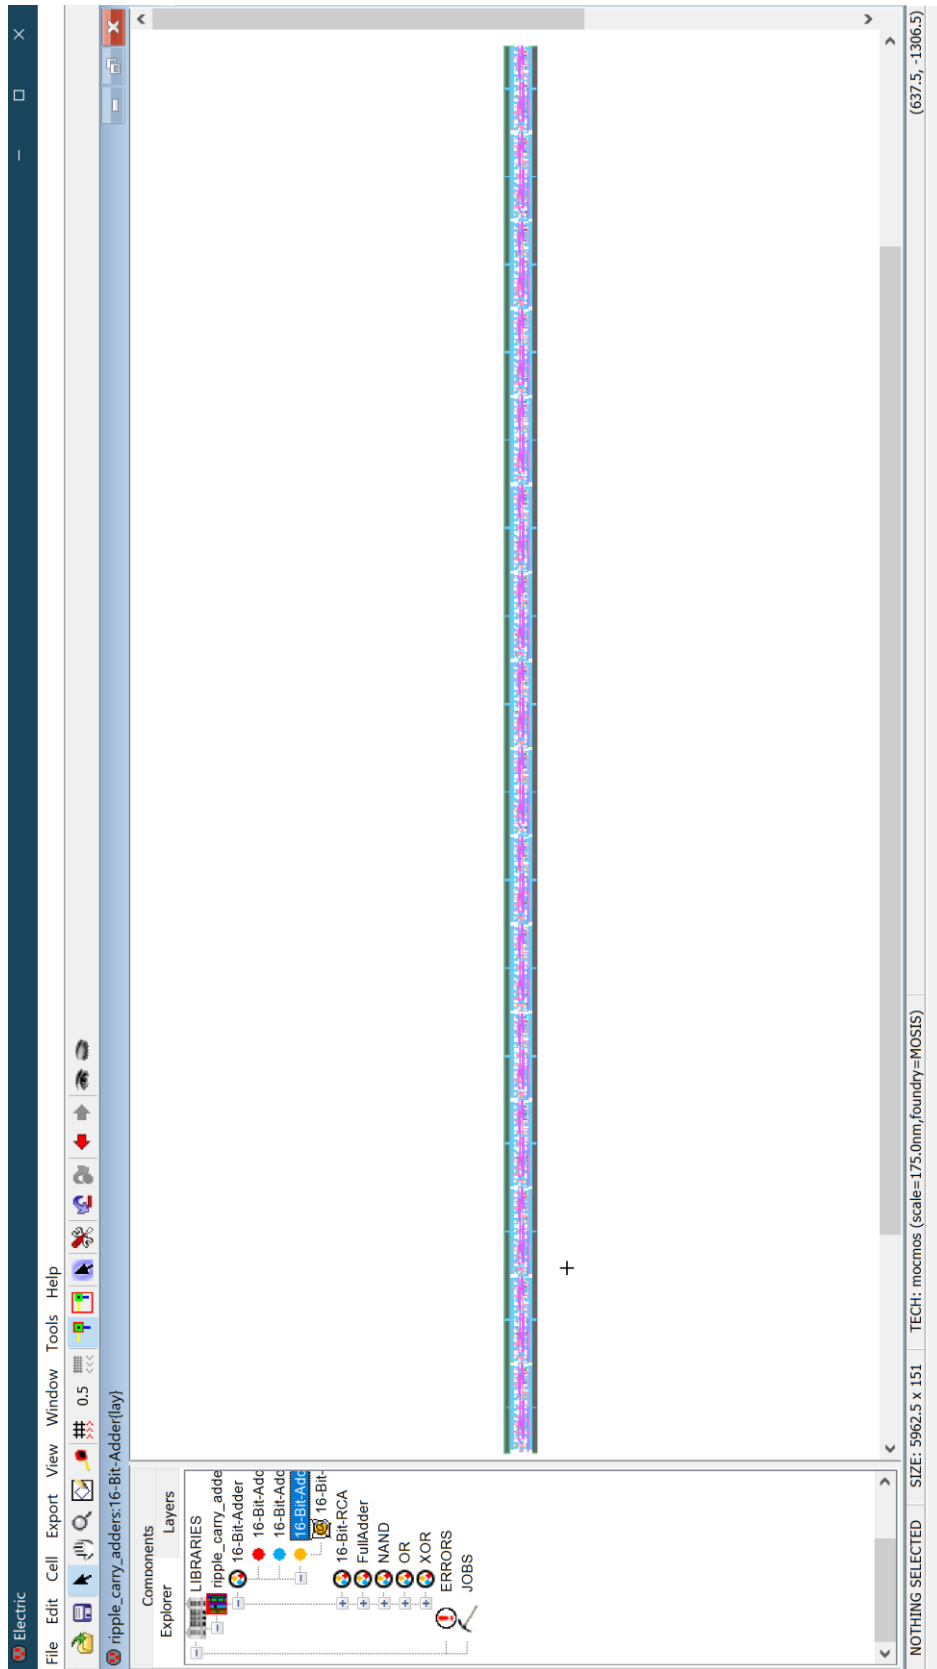 Electric
File Edit Cell Export View Window Tools Help
0.5
ripple_carry_adders:16-Bit-Adder{lay}
Components
Explorer Layers
LIBRARIES
ripple_carry_adde
16-Bit-Adder
16-Bit-Adc
16-Bit-Adc
16-Bit-Adc
16-Bit-
16-Bit-RCA
FullAdder
NAND
OR
XOR
ERRORS
JOBS
NOTHING SELECTED SIZE: 5962.5 x 151 TECH: mocmos (scale=175.0nm,foundry=MOSIS) (637.5, -1306.5)